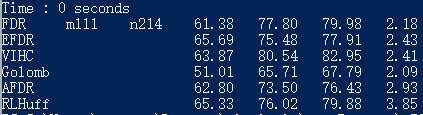 Time : 0 seconds
FDR m111 n214 61.38 77.80 79.98 2.18
EFDR 65.69 75.48 77.91 2.43
VIHC 63.87 80.54 82.95 2.41
Golomb 51.01 65.71 67.79 2.09
AFDR 62.80 73.50 76.43 2.93
RLHuff 65.33 76.02 79.88 3.85